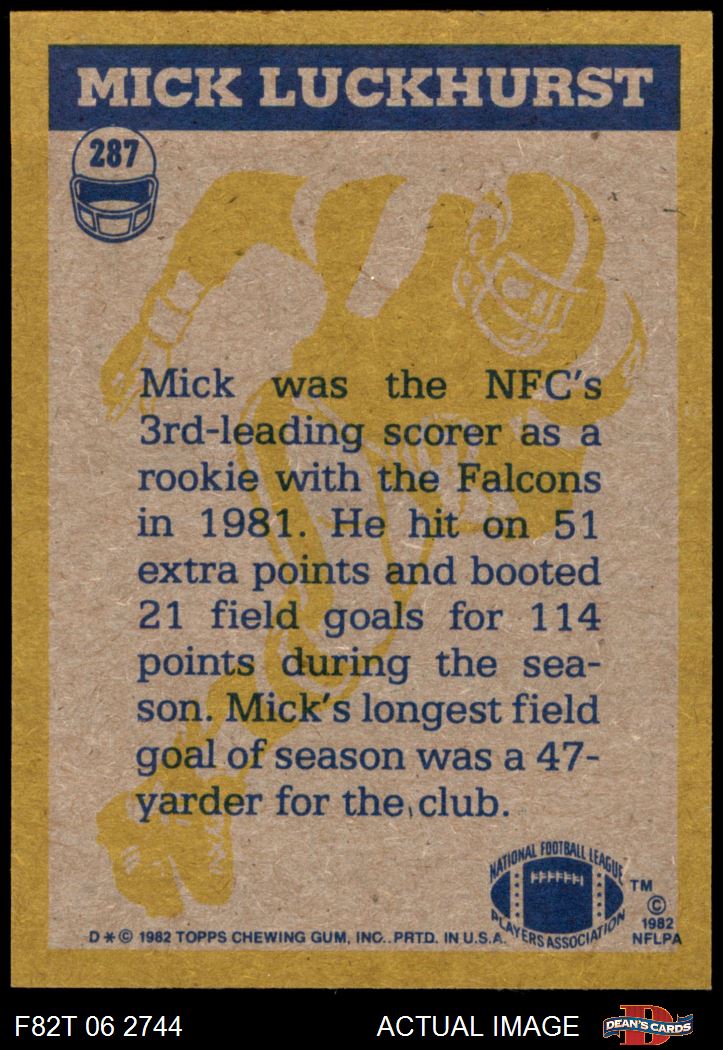 MICK LUCKHURST
287
Mick was the NFC's
3rd-leading scorer as a
rookie with the Falcons
in 1981. He hit on 51
extra points and booted
21 field goals for 114
points during the sea-
son. Mick's longest field
goal of season was a 47-
yarder for the club.
NATIONAL FOOTBALL LEAGUE
PLAYERS ASSOCIATION
TM
©
1982
NFLPA
D * © 1982 TOPPS CHEWING GUM, INC. PRTD. IN U.S.A.
F82T 06 2744
ACTUAL IMAGE
D
DEAN'S CARDS